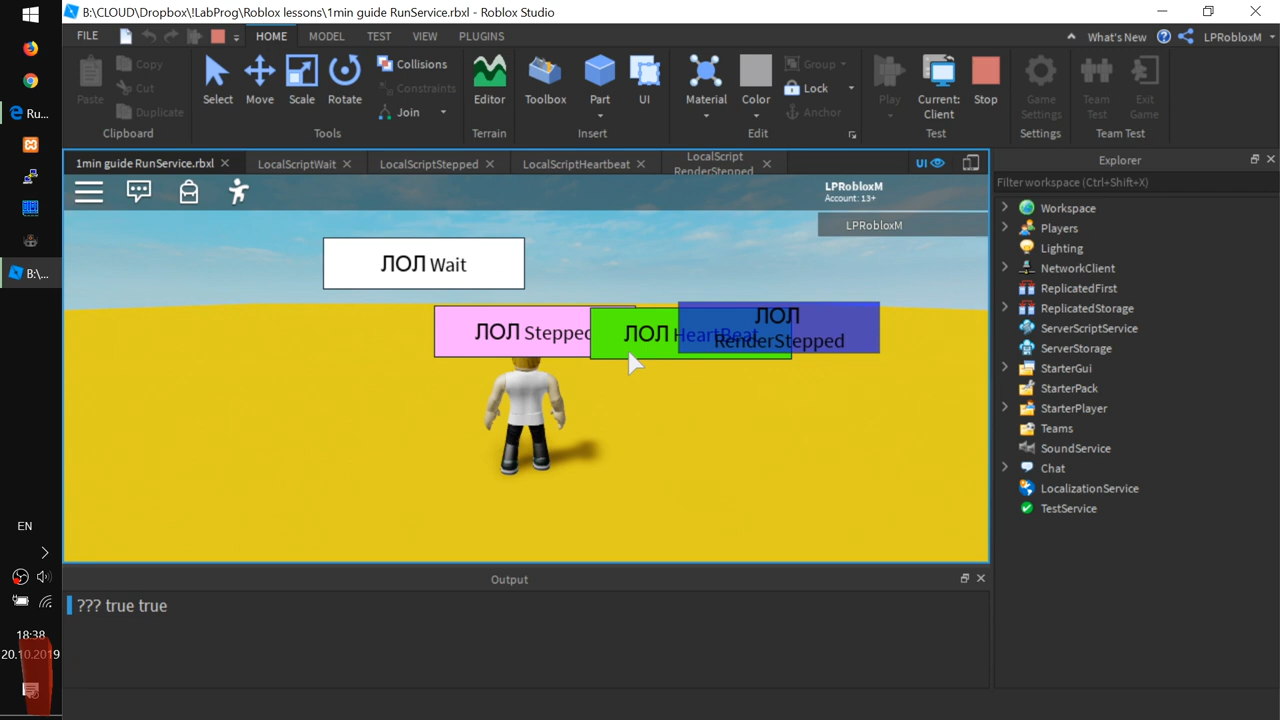 B:\CLOUD\Dropbox\!LabProg\Roblox lessons\1min guide RunService.rbxl - Roblox Studio
FILE HOME MODEL TEST VIEW PLUGINS What's New LPRobloxM
Paste Copy Cut Duplicate
Clipboard
Select Move Scale Rotate Collisions Constraints Join
Tools
Editor
Terrain
Toolbox Part UI
Insert
Material Color Group Lock Anchor
Edit
Play Current: Client Stop
Test
Game Settings
Settings
Team Test Exit Game
Team Test
1min guide RunService.rbxl LocalScriptWait LocalScriptStepped LocalScriptHeartbeat LocalScript RenderStepped UI
LPRobloxM
Account: 13+
LPRobloxM
ЛОЛ Wait
ЛОЛ Stepped
ЛОЛ HeartBeat
ЛОЛ
RenderStepped
Explorer
Filter workspace (Ctrl+Shift+X)
Workspace
Players
Lighting
NetworkClient
ReplicatedFirst
ReplicatedStorage
ServerScriptService
ServerStorage
StarterGui
StarterPack
StarterPlayer
Teams
SoundService
Chat
LocalizationService
TestService
Output
??? true true
Ru...
B:\...
EN
18:38
20.10.2019